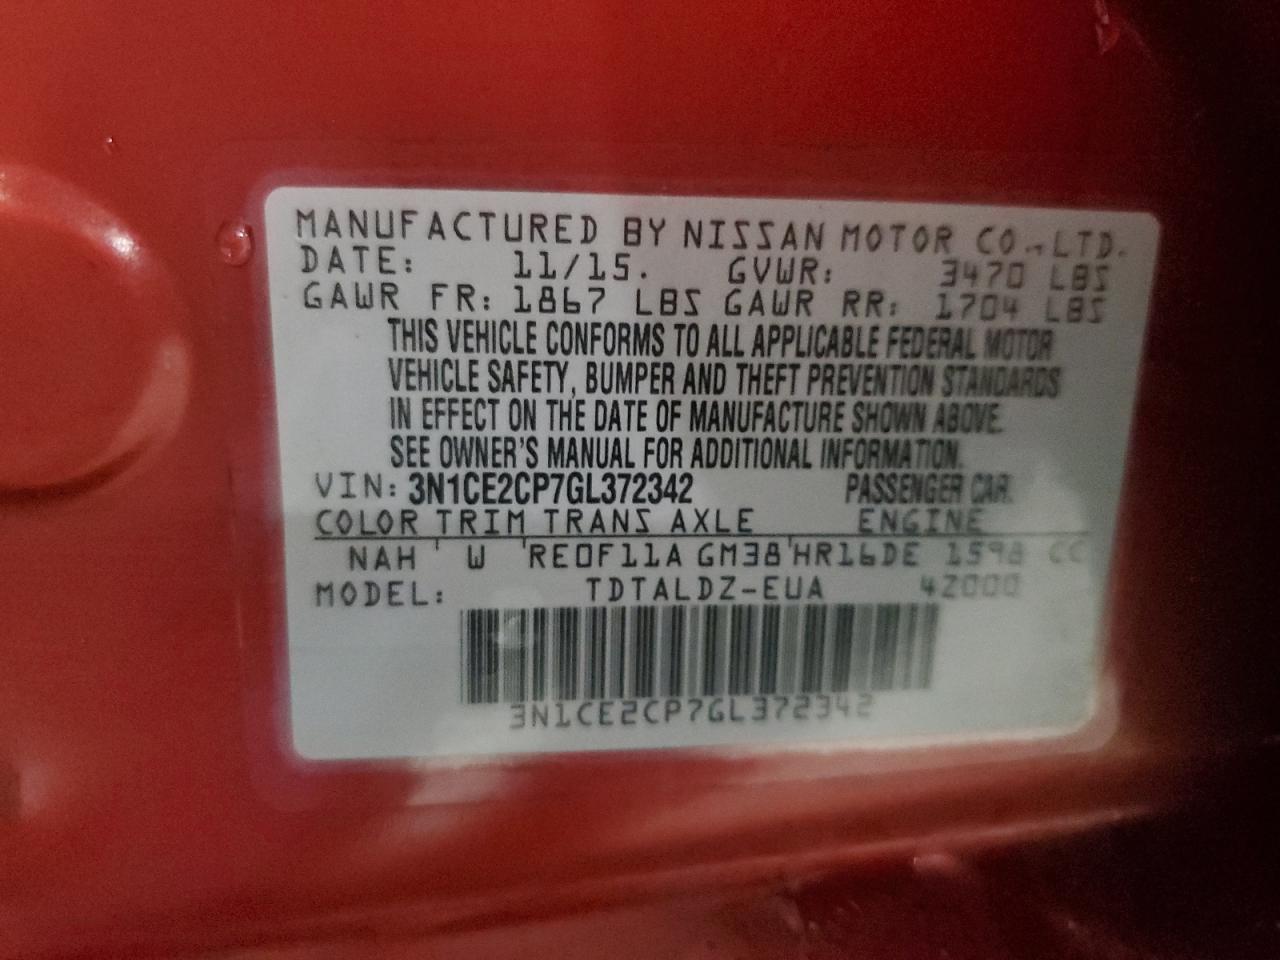 MANUFACTURED BY NISSAN MOTOR CO.,LTD.
DATE: 11/15. GVWR: 3470 LBS
GAWR FR: 1867 LBS GAWR RR: 1704 LBS
THIS VEHICLE CONFORMS TO ALL APPLICABLE FEDERAL MOTOR
VEHICLE SAFETY, BUMPER AND THEFT PREVENTION STANDARDS
IN EFFECT ON THE DATE OF MANUFACTURE SHOWN ABOVE.
SEE OWNER'S MANUAL FOR ADDITIONAL INFORMATION.
VIN: 3N1CE2CP7GL372342 PASSENGER CAR.
COLOR TRIM TRANS AXLE ENGINE
NAH W RE0F11A GM38 HR16DE 1598 CC
MODEL: TDTALDZ-EUA 42000
3N1CE2CP7GL372342